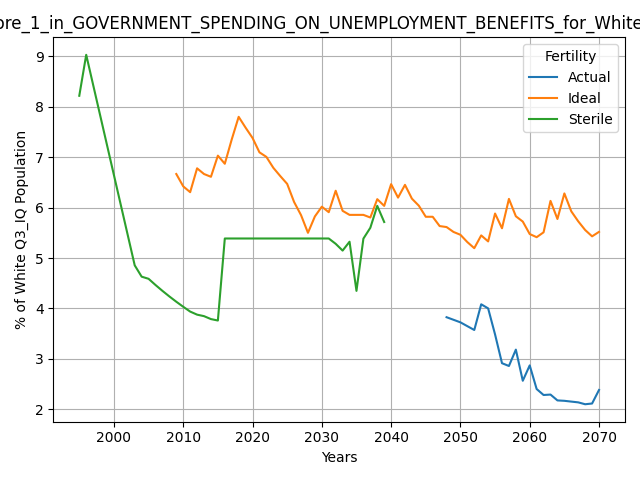 ore_1_in_GOVERNMENT_SPENDING_ON_UNEMPLOYMENT_BENEFITS_for_White
Fertility
Actual
Ideal
Sterile
9
8
7
6
5
4
3
2
% of White Q3_IQ Population
2000 2010 2020 2030 2040 2050 2060 2070
Years